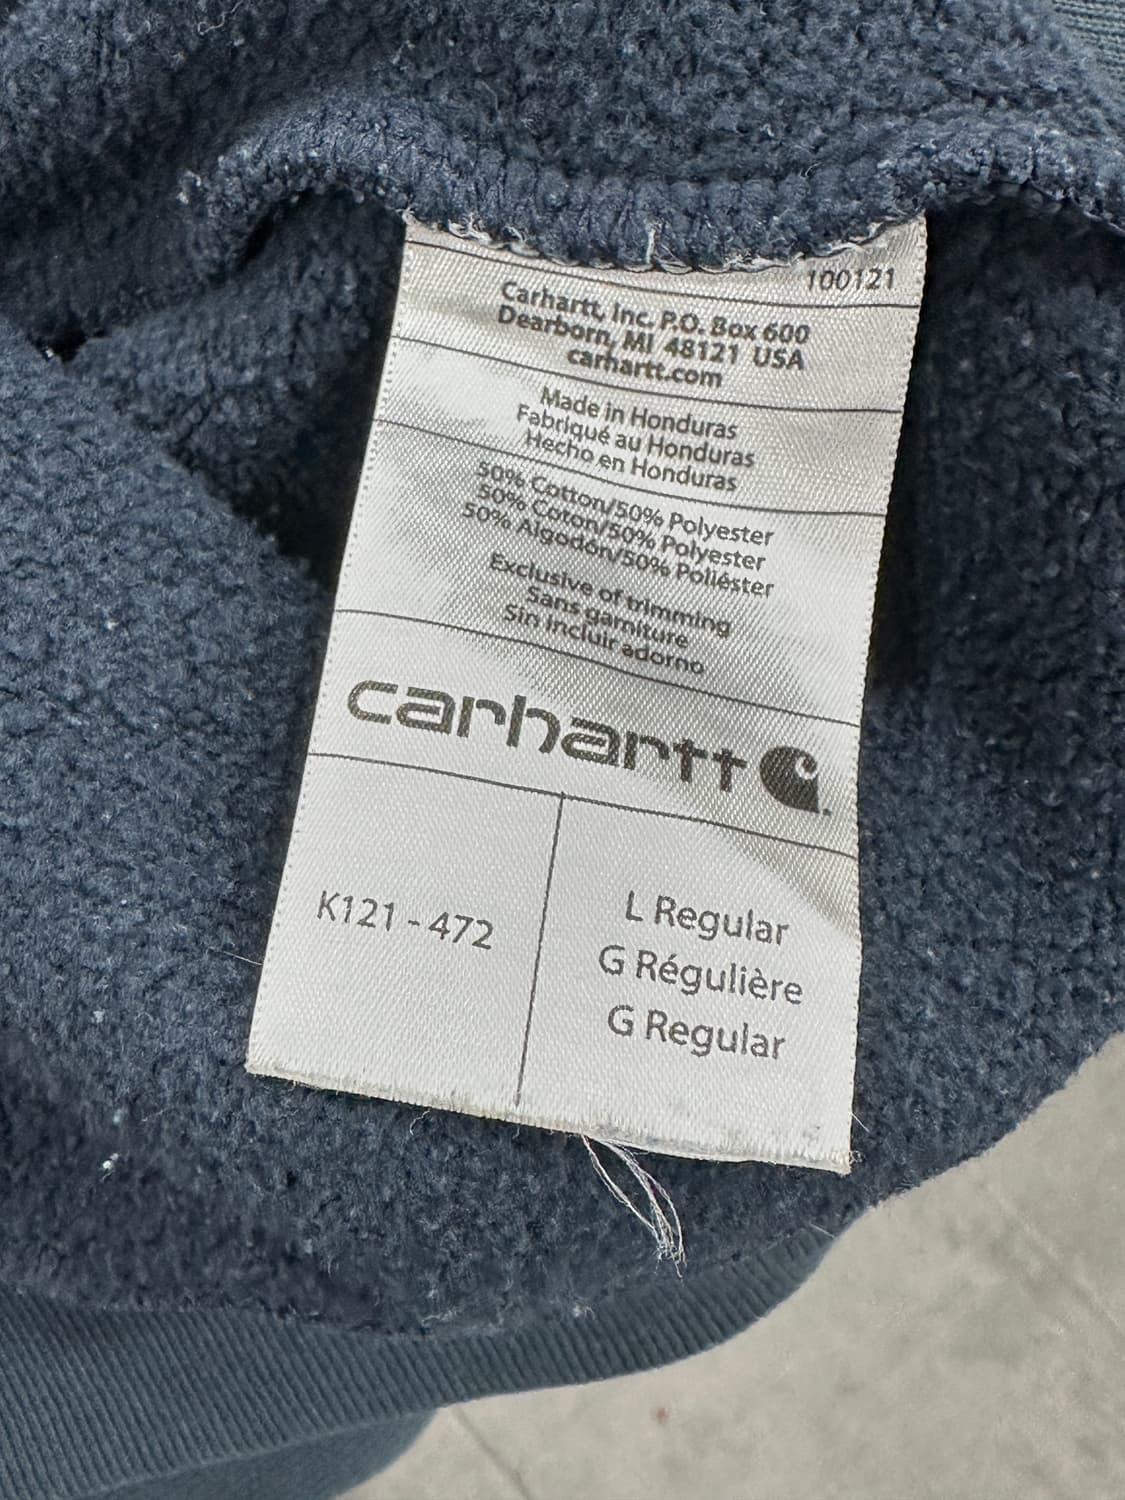 100121
Carhartt, Inc. P.O. Box 600
Dearborn, MI 48121 USA
carhartt.com
Made in Honduras
Fabriqué au Honduras
Hecho en Honduras
50% Cotton/50% Polyester
50% Coton/50% Polyester
50% Algodón/50% Poliéster
Exclusive of trimming
Sans garniture
Sin incluir adorno
carhartt
K121 - 472
L Regular
G Régulière
G Regular